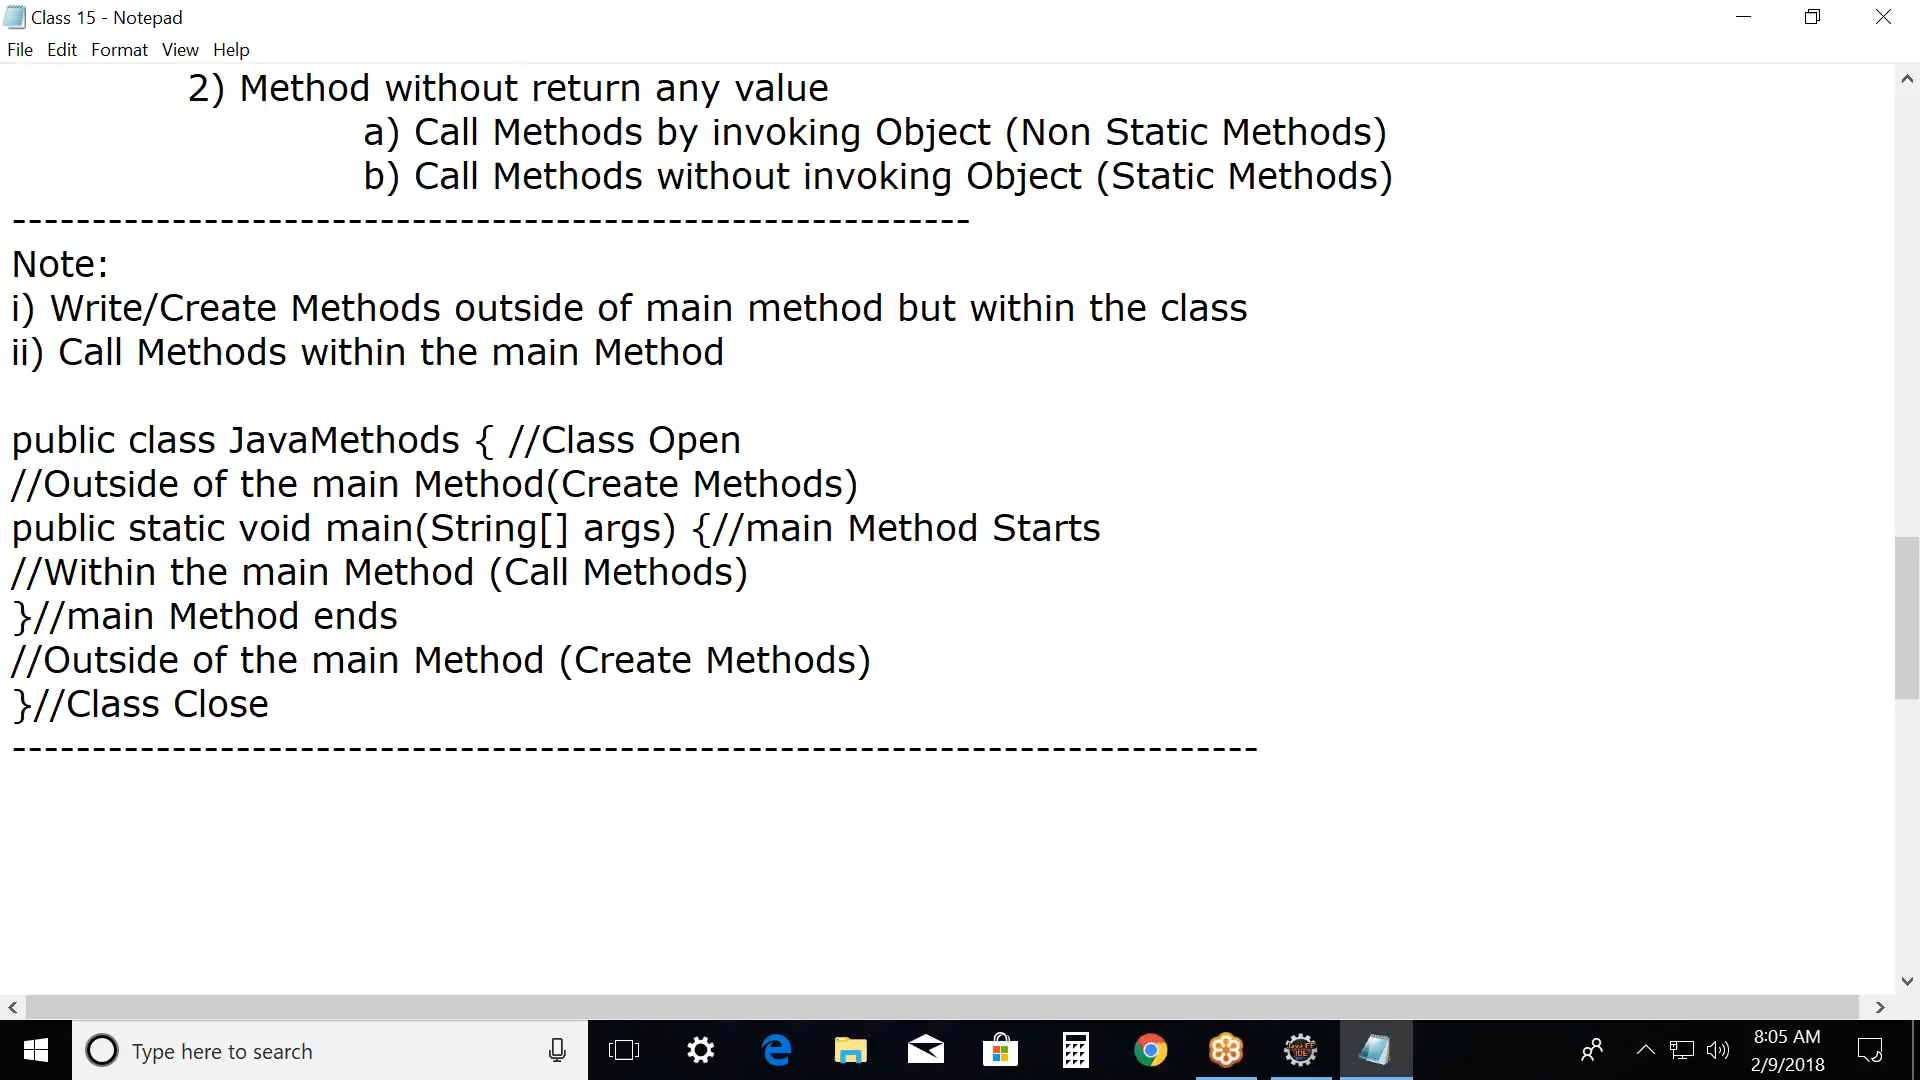 Class 15 - Notepad
File Edit Format View Help
2) Method without return any value
a) Call Methods by invoking Object (Non Static Methods)
b) Call Methods without invoking Object (Static Methods)
------------------------------------------------------------
Note:
i) Write/Create Methods outside of main method but within the class
ii) Call Methods within the main Method
public class JavaMethods { //Class Open
//Outside of the main Method(Create Methods)
public static void main(String[] args) {//main Method Starts
//Within the main Method (Call Methods)
}//main Method ends
//Outside of the main Method (Create Methods)
}//Class Close
------------------------------------------------------------------------------
Type here to search
8:05 AM
2/9/2018